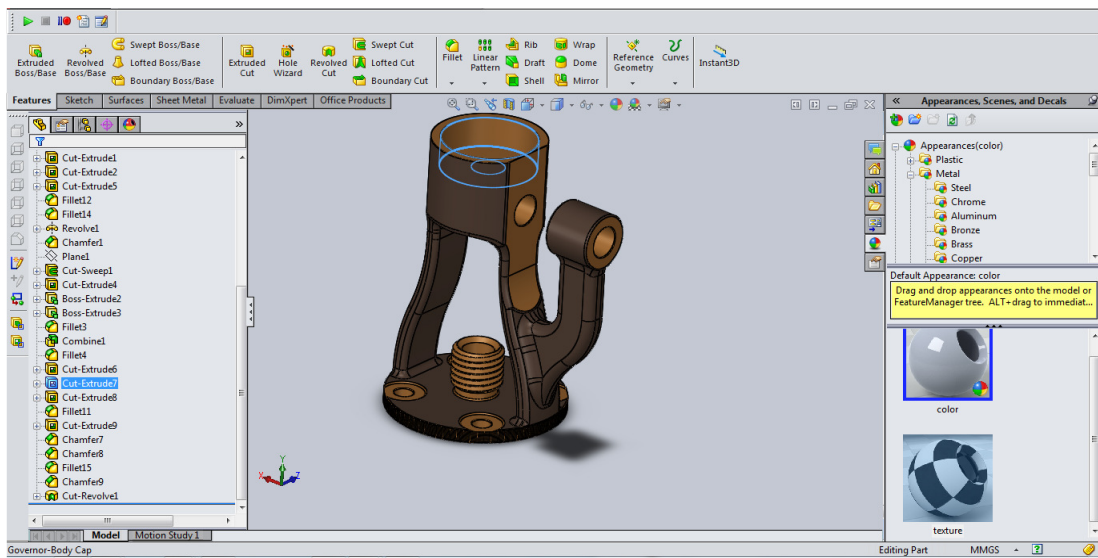 Extruded Boss/Base
Revolved Boss/Base
Swept Boss/Base
Lofted Boss/Base
Boundary Boss/Base
Extruded Cut
Hole Wizard
Revolved Cut
Swept Cut
Lofted Cut
Boundary Cut
Fillet
Linear Pattern
Rib
Draft
Shell
Wrap
Dome
Mirror
Reference Geometry
Curves
Instant3D
Features
Sketch
Surfaces
Sheet Metal
Evaluate
DimXpert
Office Products
Cut-Extrude1
Cut-Extrude2
Cut-Extrude5
Fillet12
Fillet14
Revolve1
Chamfer1
Plane1
Cut-Sweep1
Cut-Extrude4
Boss-Extrude2
Boss-Extrude3
Fillet3
Combine1
Fillet4
Cut-Extrude6
Cut-Extrude7
Cut-Extrude8
Fillet11
Cut-Extrude9
Chamfer7
Chamfer8
Fillet15
Chamfer9
Cut-Revolve1
Y
X
Z
Appearances, Scenes, and Decals
Appearances(color)
Plastic
Metal
Steel
Chrome
Aluminum
Bronze
Brass
Copper
Default Appearance: color
Drag and drop appearances onto the model or
FeatureManager tree. ALT+drag to immediat...
color
texture
Model
Motion Study 1
Governor-Body Cap
Editing Part
MMGS